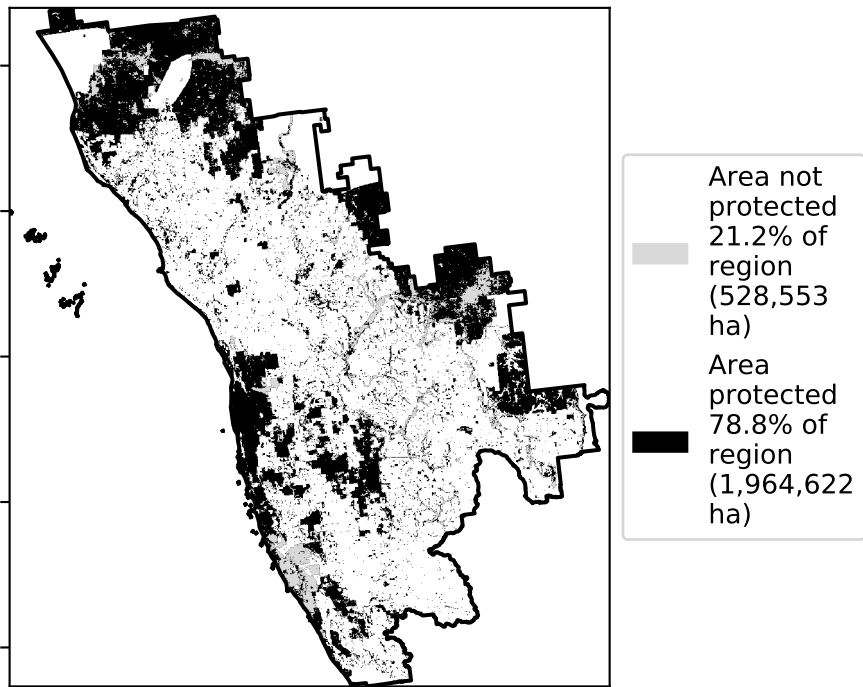 Area not
protected
21.2% of
region
(528,553
ha)
Area
protected
78.8% of
region
(1,964,622
ha)